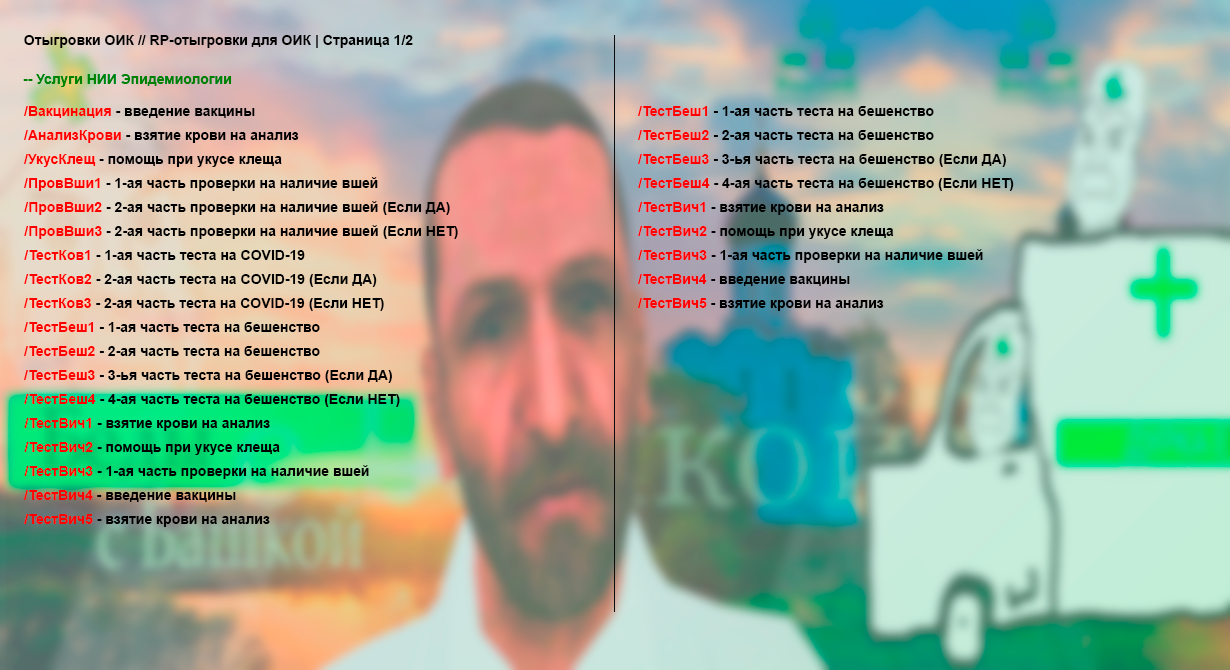 Отыгровки ОИК // RP-отыгровки для ОИК | Страница 1/2
-- Услуги НИИ Эпидемиологии
/Вакцинация - введение вакцины
/АнализКрови - взятие крови на анализ
/УкусКлещ - помощь при укусе клеща
/ПровВши1 - 1-ая часть проверки на наличие вшей
/ПровВши2 - 2-ая часть проверки на наличие вшей (Если ДА)
/ПровВши3 - 2-ая часть проверки на наличие вшей (Если НЕТ)
/ТестКов1 - 1-ая часть теста на COVID-19
/ТестКов2 - 2-ая часть теста на COVID-19 (Если ДА)
/ТестКов3 - 2-ая часть теста на COVID-19 (Если НЕТ)
/ТестБеш1 - 1-ая часть теста на бешенство
/ТестБеш2 - 2-ая часть теста на бешенство
/ТестБеш3 - 3-ья часть теста на бешенство (Если ДА)
/ТестБеш4 - 4-ая часть теста на бешенство (Если НЕТ)
/ТестВич1 - взятие крови на анализ
/ТестВич2 - помощь при укусе клеща
/ТестВич3 - 1-ая часть проверки на наличие вшей
/ТестВич4 - введение вакцины
/ТестВич5 - взятие крови на анализ
с Башкой
/ТестБеш1 - 1-ая часть теста на бешенство
/ТестБеш2 - 2-ая часть теста на бешенство
/ТестБеш3 - 3-ья часть теста на бешенство (Если ДА)
/ТестБеш4 - 4-ая часть теста на бешенство (Если НЕТ)
/ТестВич1 - взятие крови на анализ
/ТестВич2 - помощь при укусе клеща
/ТестВич3 - 1-ая часть проверки на наличие вшей
/ТестВич4 - введение вакцины
/ТестВич5 - взятие крови на анализ